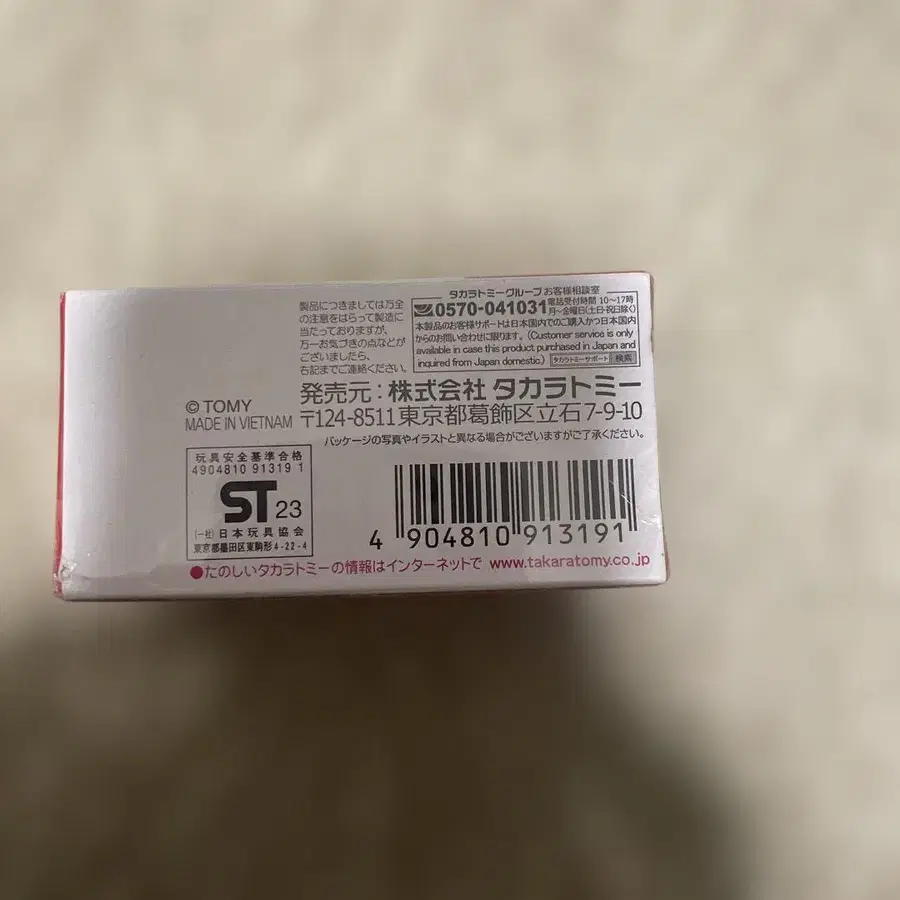 タカラトミーグループお客様相談室
0570-041031
電話受付時間 10〜17時
月〜金曜日(土日・祝日除く)
本製品のお客様サポートは日本国内でのご購入かつ日本国内
からのお問い合わせに限ります。(Customer service is only
available in case this product purchased in Japan and
inquired from Japan domestic.)
タカラトミーサポート 検索
製品につきましては万全
の注意をはらって製造に
当たっておりますが、
万一お気づきの点などが
ございましたら、
右記までご連絡ください。
発売元:株式会社 タカラトミー
〒124-8511 東京都葛飾区立石7-9-10
パッケージの写真やイラストと異なる場合がございますがご了承ください。
© TOMY
MADE IN VIETNAM
玩具安全基準合格
4904810 91319 1
ST 23
(一社)日本玩具協会
東京都墨田区東駒形4-22-4
4 904810 913191
●たのしいタカラトミーの情報はインターネットで www.takaratomy.co.jp